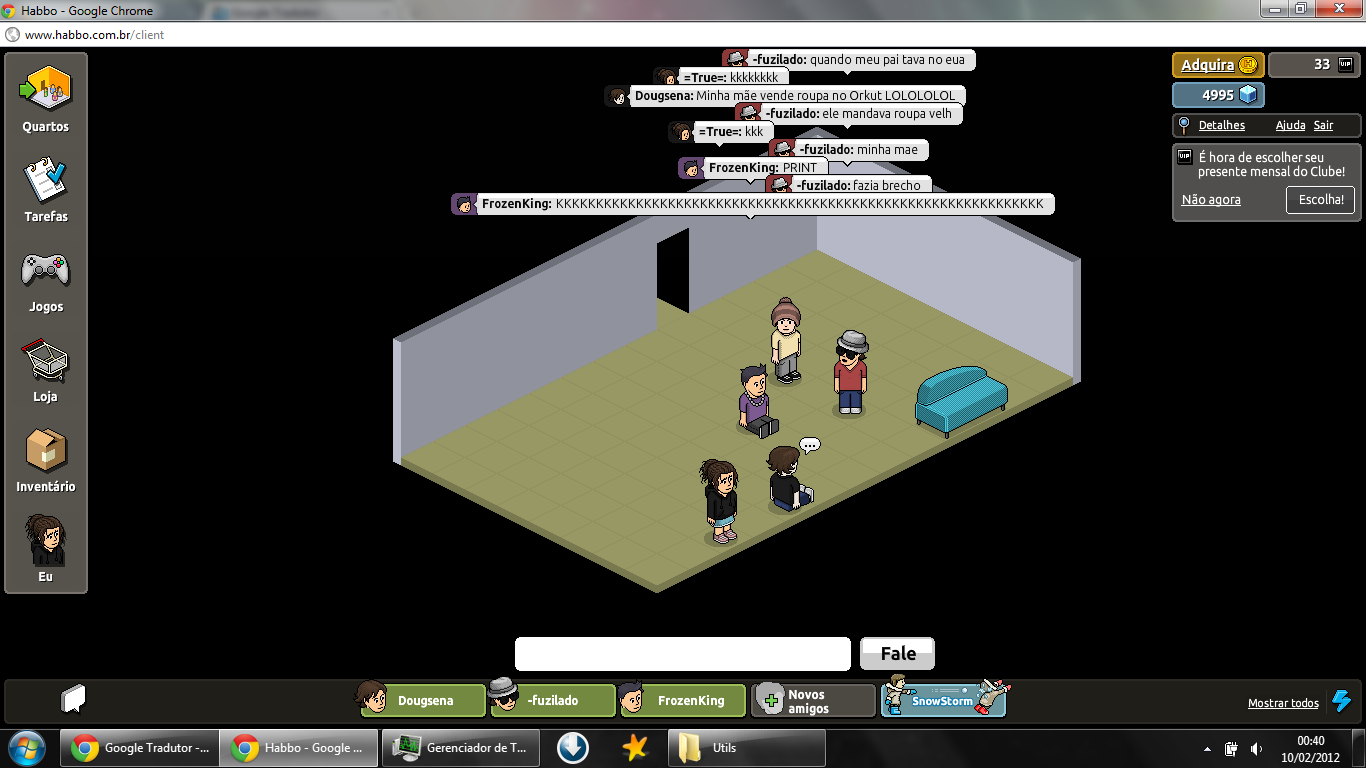 Habbo - Google Chrome
www.habbo.com.br/client
Quartos
Tarefas
Jogos
Loja
Inventário
Eu
-fuzilado: quando meu pai tava no eua
=True=: kkkkkkkk
Dougsena: Minha mãe vende roupa no Orkut LOLOLOLOL
-fuzilado: ele mandava roupa velh
=True=: kkk
-fuzilado: minha mae
FrozenKing: PRINT
-fuzilado: fazia brecho
FrozenKing: KKKKKKKKKKKKKKKKKKKKKKKKKKKKKKKKKKKKKKKKKKKKKKKKKKKKKKKKKKKKK
Adquira
33 VIP
4995
Detalhes Ajuda Sair
VIP É hora de escolher seu
presente mensal do Clube!
Não agora Escolha!
...
Fale
Dougsena
-fuzilado
FrozenKing
Novos
amigos
SnowStorm
Mostrar todos
Google Tradutor -...
Habbo - Google ...
Gerenciador de T...
Utils
00:40
10/02/2012